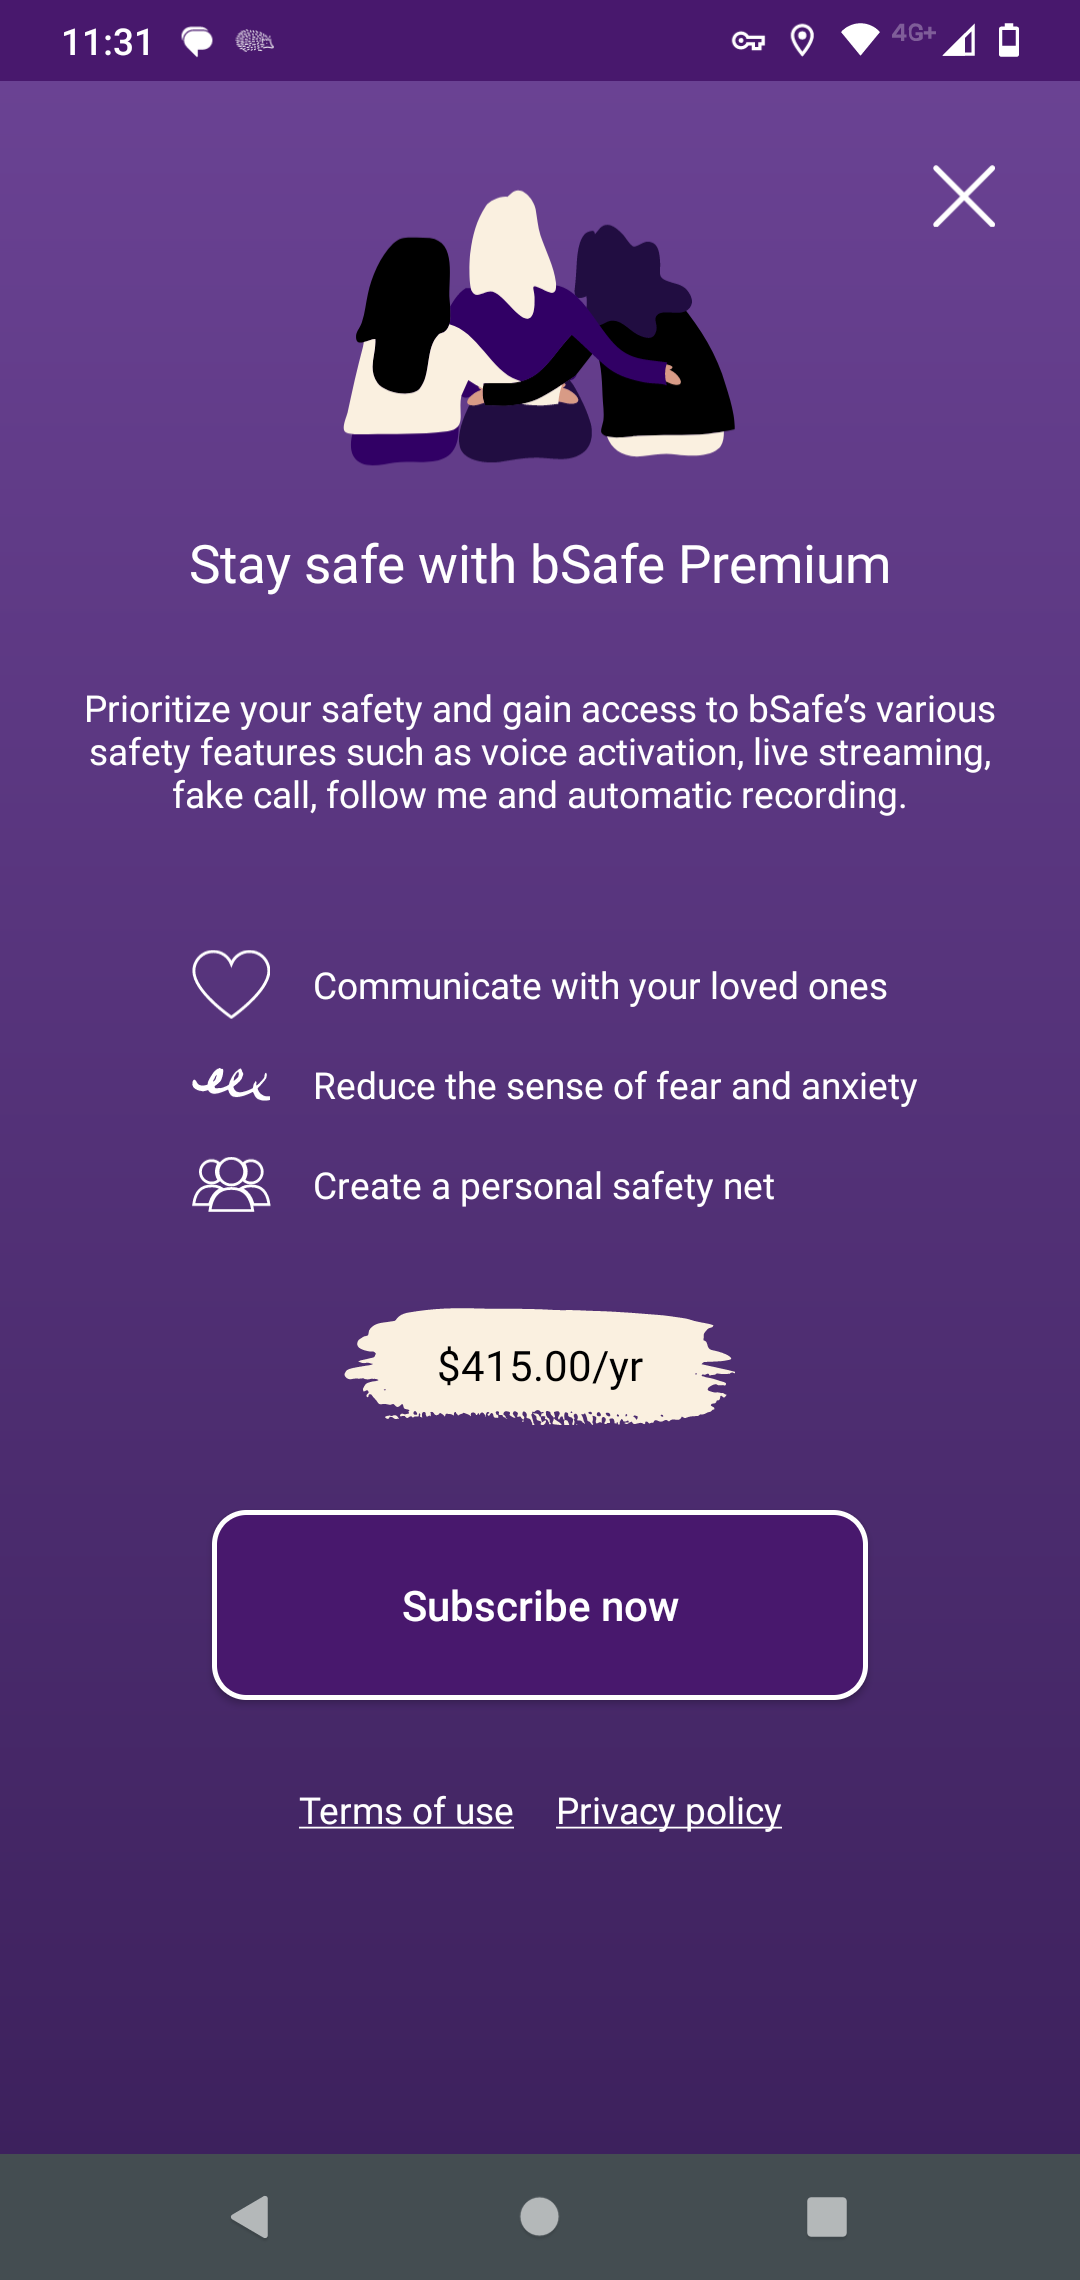 11:31
4G+
Stay safe with bSafe Premium
Prioritize your safety and gain access to bSafe’s various
safety features such as voice activation, live streaming,
fake call, follow me and automatic recording.
Communicate with your loved ones
Reduce the sense of fear and anxiety
Create a personal safety net
$415.00/yr
Subscribe now
Terms of use Privacy policy